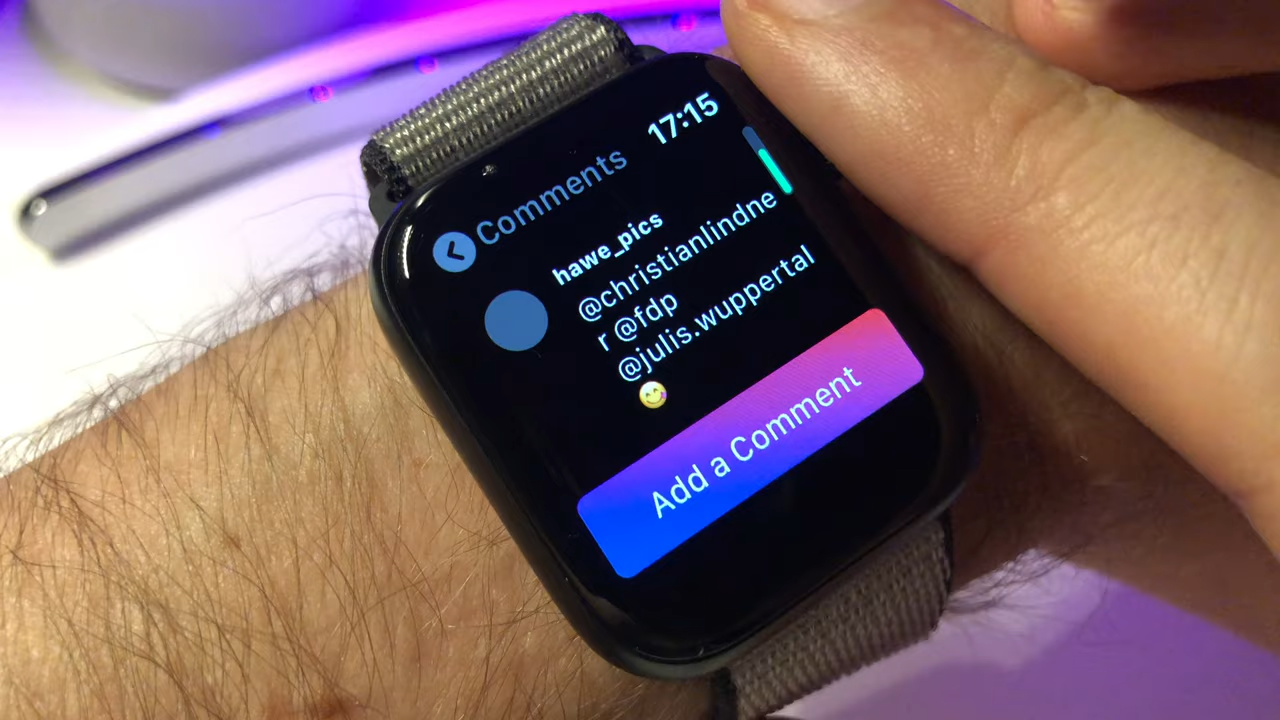 17:15
Comments
hawe_pics
@christianlindne
r @fdp
@julis.wuppertal
😋
Add a Comment